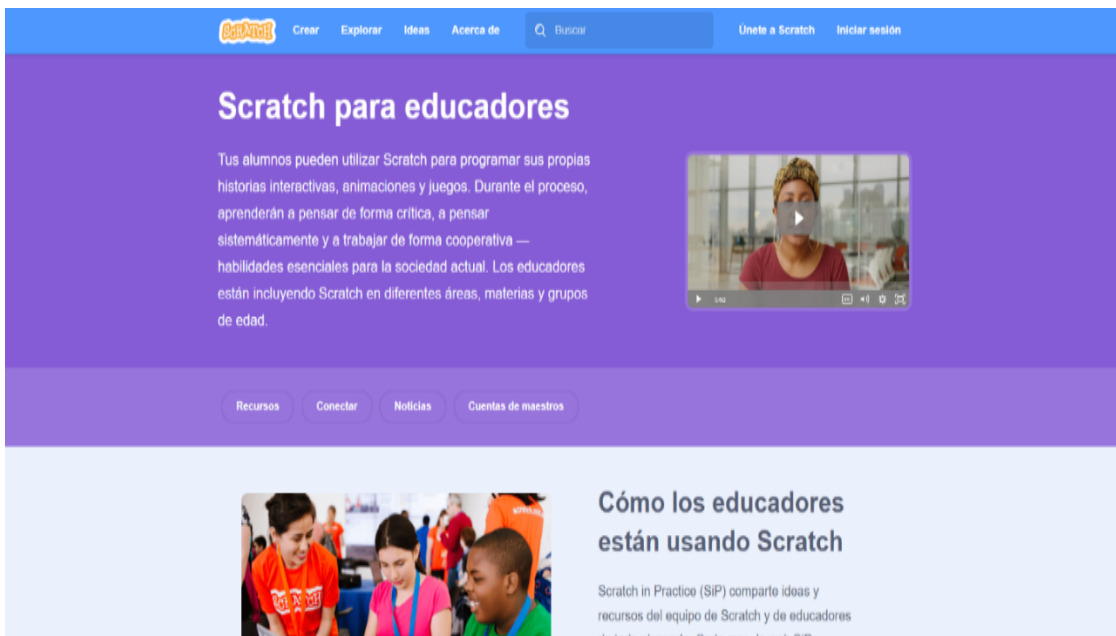 SCRATCH Crear Explorar Ideas Acerca de Buscar Únete a Scratch Iniciar sesión
Scratch para educadores
Tus alumnos pueden utilizar Scratch para programar sus propias
historias interactivas, animaciones y juegos. Durante el proceso,
aprenderán a pensar de forma crítica, a pensar
sistemáticamente y a trabajar de forma cooperativa —
habilidades esenciales para la sociedad actual. Los educadores
están incluyendo Scratch en diferentes áreas, materias y grupos
de edad.
Recursos Conectar Noticias Cuentas de maestros
Cómo los educadores
están usando Scratch
SCRATCH
Scratch in Practice (SiP) comparte ideas y
recursos del equipo de Scratch y de educadores